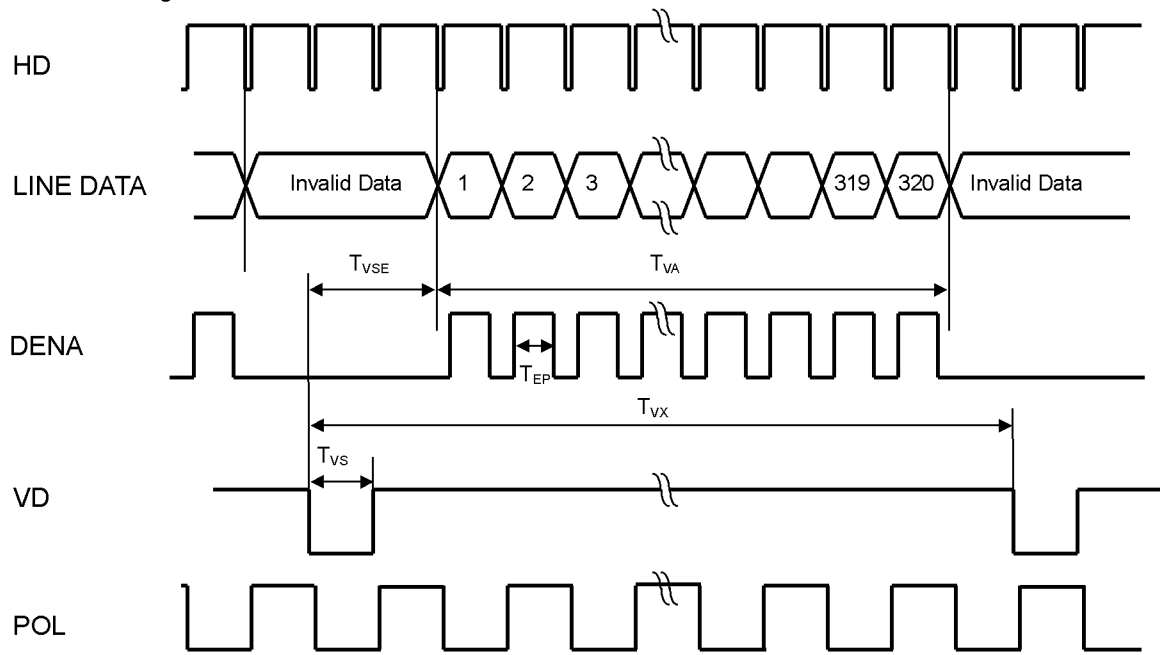 HD
LINE DATA
Invalid Data
1
2
3
319
320
Invalid Data
TVSE
TVA
DENA
TEP
TVX
TVS
VD
POL